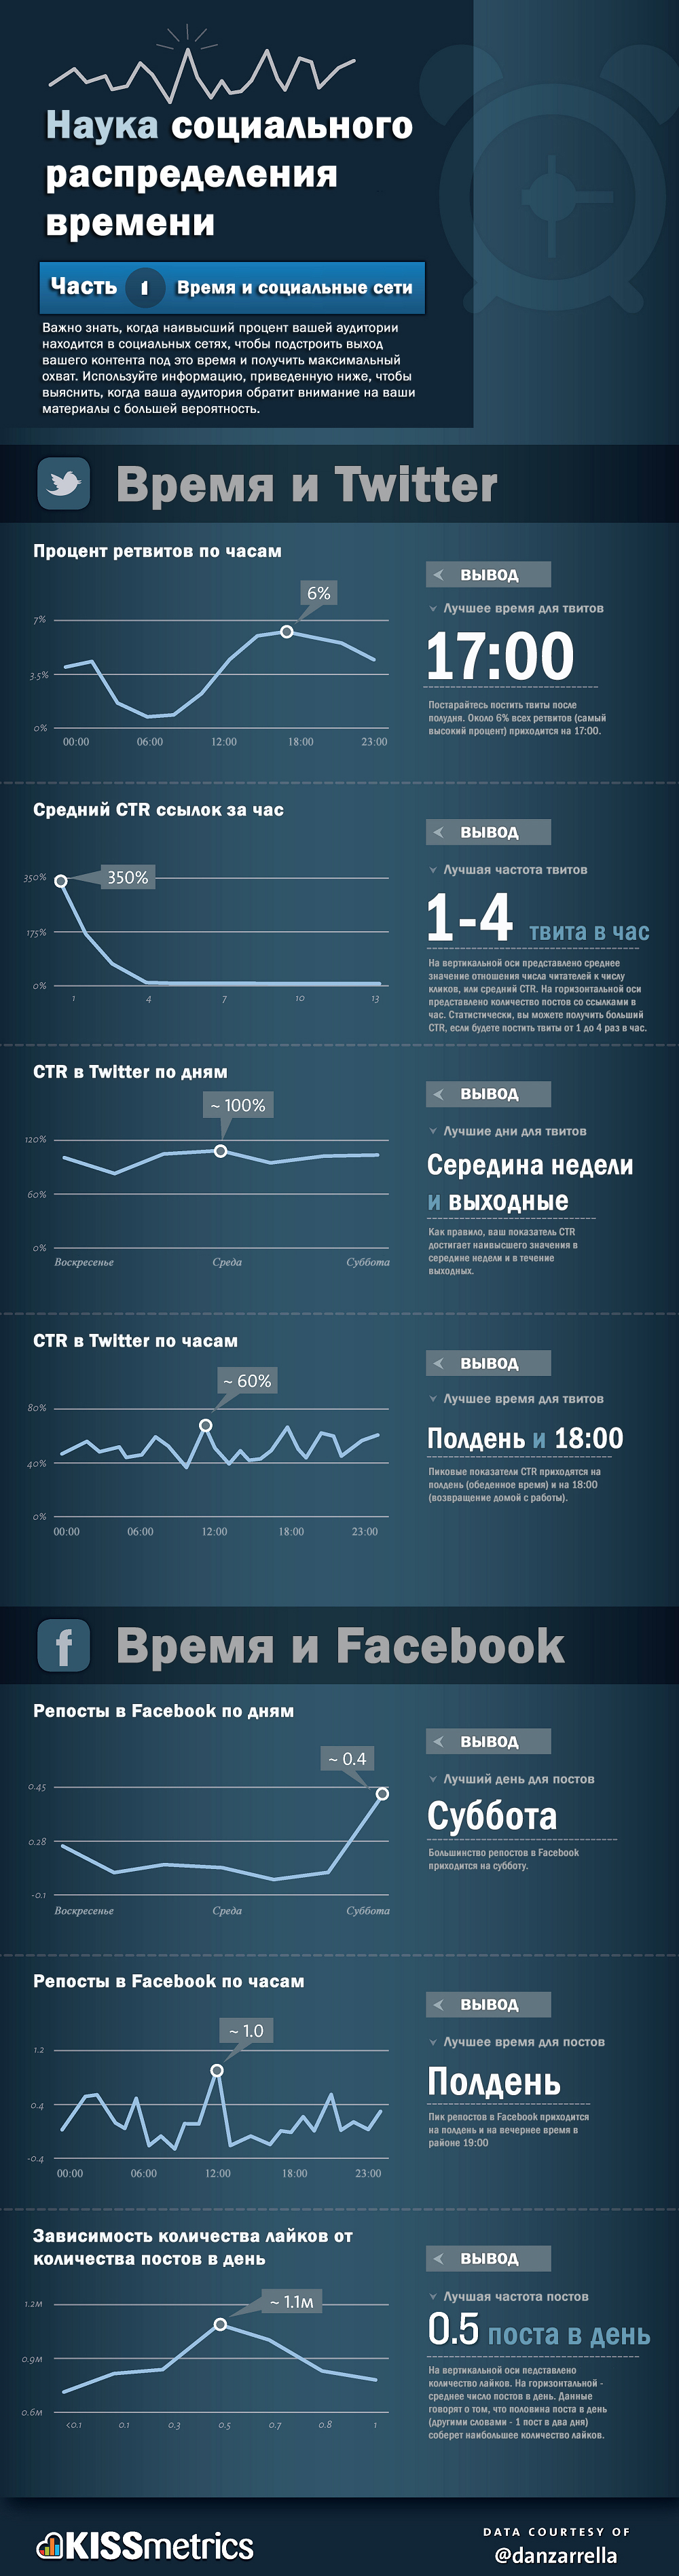 Наука социального
распределения
времени
Часть 1 Время и социальные сети
Важно знать, когда наивысший процент вашей аудитории
находится в социальных сетях, чтобы подстроить выход
вашего контента под это время и получить максимальный
охват. Используйте информацию, приведенную ниже, чтобы
выяснить, когда ваша аудитория обратит внимание на ваши
материалы с большей вероятность.
Время и Twitter
Процент ретвитов по часам
6%
7%
3.5%
0%
00:00 06:00 12:00 18:00 23:00
ВЫВОД
Лучшее время для твитов
17:00
Постарайтесь постить твиты после
полудня. Около 6% всех ретвитов (самый
высокий процент) приходится на 17:00.
Средний CTR ссылок за час
350%
350%
175%
0%
1 4 7 10 13
ВЫВОД
Лучшая частота твитов
1-4 твита в час
На вертикальной оси представлено среднее
значение отношения числа читателей к числу
кликов, или средний CTR. На горизонтальной оси
представлено количество постов со ссылками в
час. Статистически, вы можете получить больший
CTR, если будете постить твиты от 1 до 4 раз в час.
CTR в Twitter по дням
~ 100%
120%
60%
0%
Воскресенье Среда Суббота
ВЫВОД
Лучшие дни для твитов
Середина недели
и выходные
Как правило, ваш показатель CTR
достигает наивысшего значения в
середине недели и в течение
выходных.
CTR в Twitter по часам
~ 60%
80%
40%
0%
00:00 06:00 12:00 18:00 23:00
ВЫВОД
Лучшее время для твитов
Полдень и 18:00
Пиковые показатели CTR приходятся на
полдень (обеденное время) и на 18:00
(возвращение домой с работы).
Время и Facebook
Репосты в Facebook по дням
~ 0.4
0.45
0.28
-0.1
Воскресенье Среда Суббота
ВЫВОД
Лучший день для постов
Суббота
Большинство репостов в Facebook
приходится на субботу.
Репосты в Facebook по часам
~ 1.0
1.2
0.4
-0.4
00:00 06:00 12:00 18:00 23:00
ВЫВОД
Лучшее время для постов
Полдень
Пик репостов в Facebook приходится
на полдень и на вечернее время в
районе 19:00
Зависимость количества лайков от
количества постов в день
~ 1.1м
1.2м
0.9м
0.6м
<0.1 0.1 0.3 0.5 0.7 0.8 1
ВЫВОД
Лучшая частота постов
0.5 поста в день
На вертикальной оси педставлено
количество лайков. На горизонтальной -
среднее число постов в день. Данные
говорят о том, что половина поста в день
(другими словами - 1 пост в два дня)
соберет наибольшее количество лайков.
KISSmetrics
DATA COURTESY OF
@danzarrella